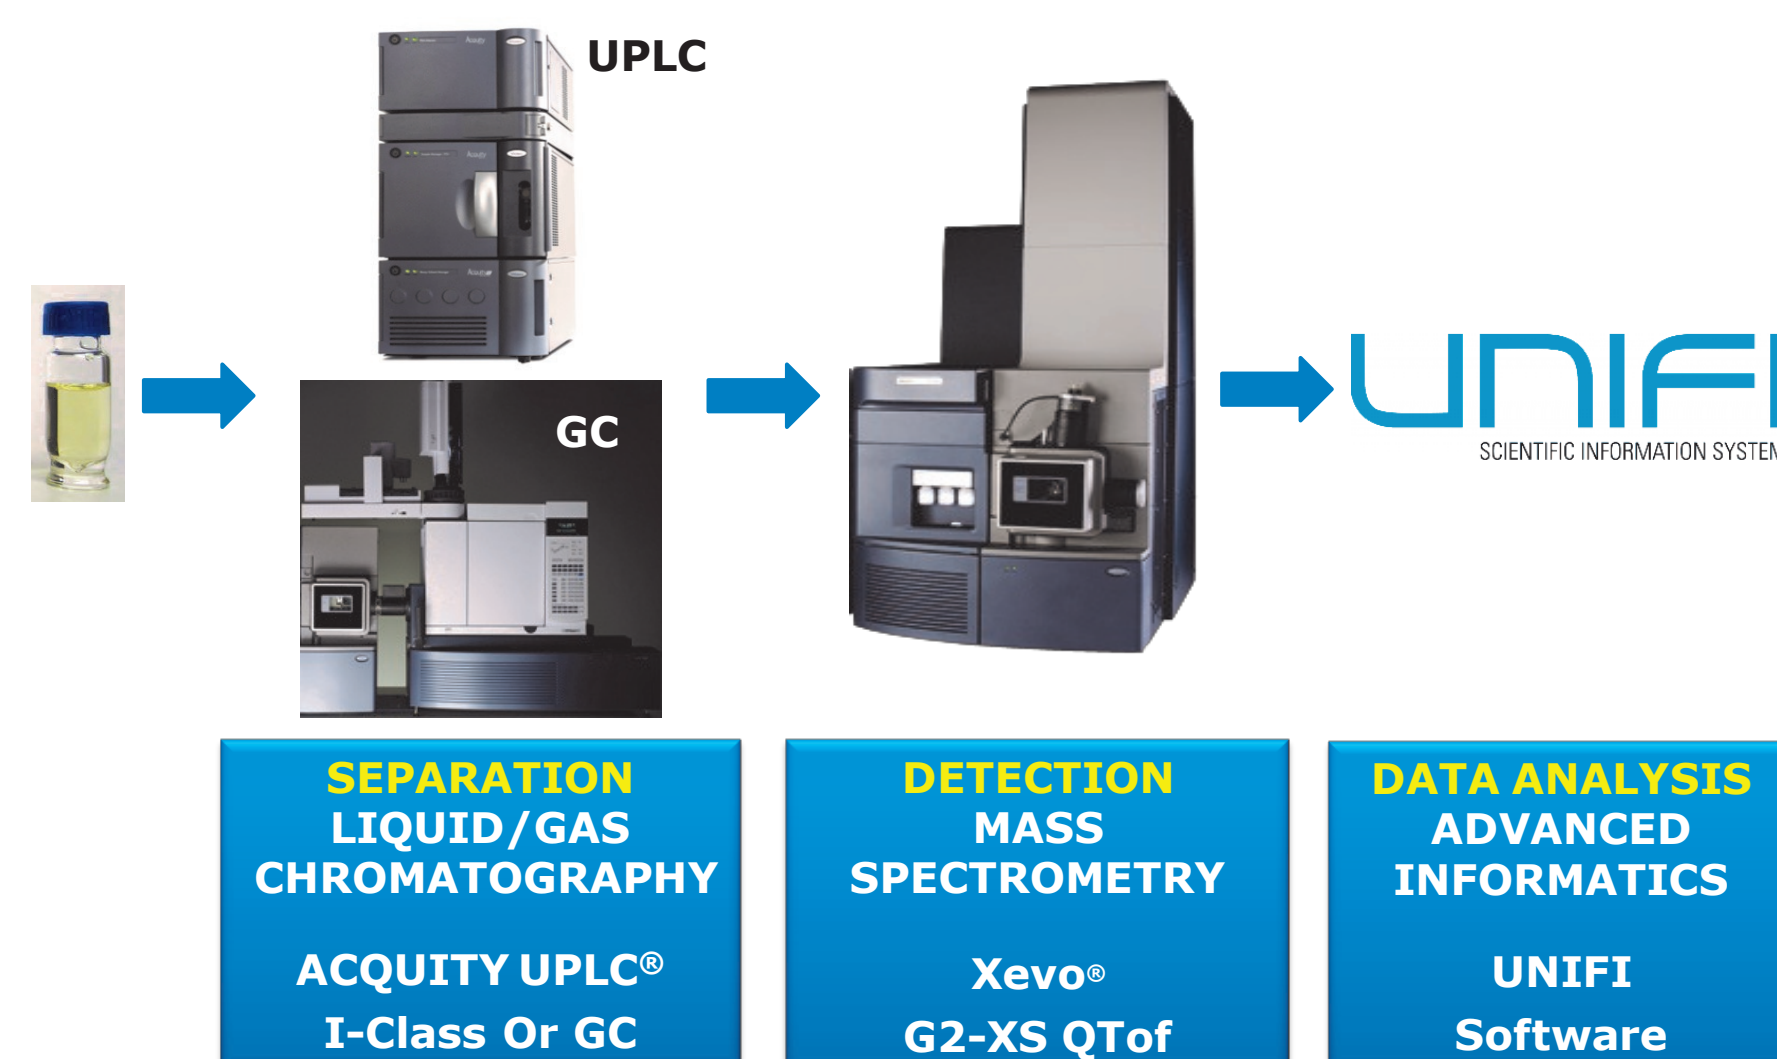 UPLC
GC
UNIFI
SCIENTIFIC INFORMATION SYSTEM
SEPARATION
LIQUID/GAS
CHROMATOGRAPHY
ACQUITY UPLC®
I-Class Or GC
DETECTION
MASS
SPECTROMETRY
Xevo®
G2-XS QTof
DATA ANALYSIS
ADVANCED
INFORMATICS
UNIFI
Software